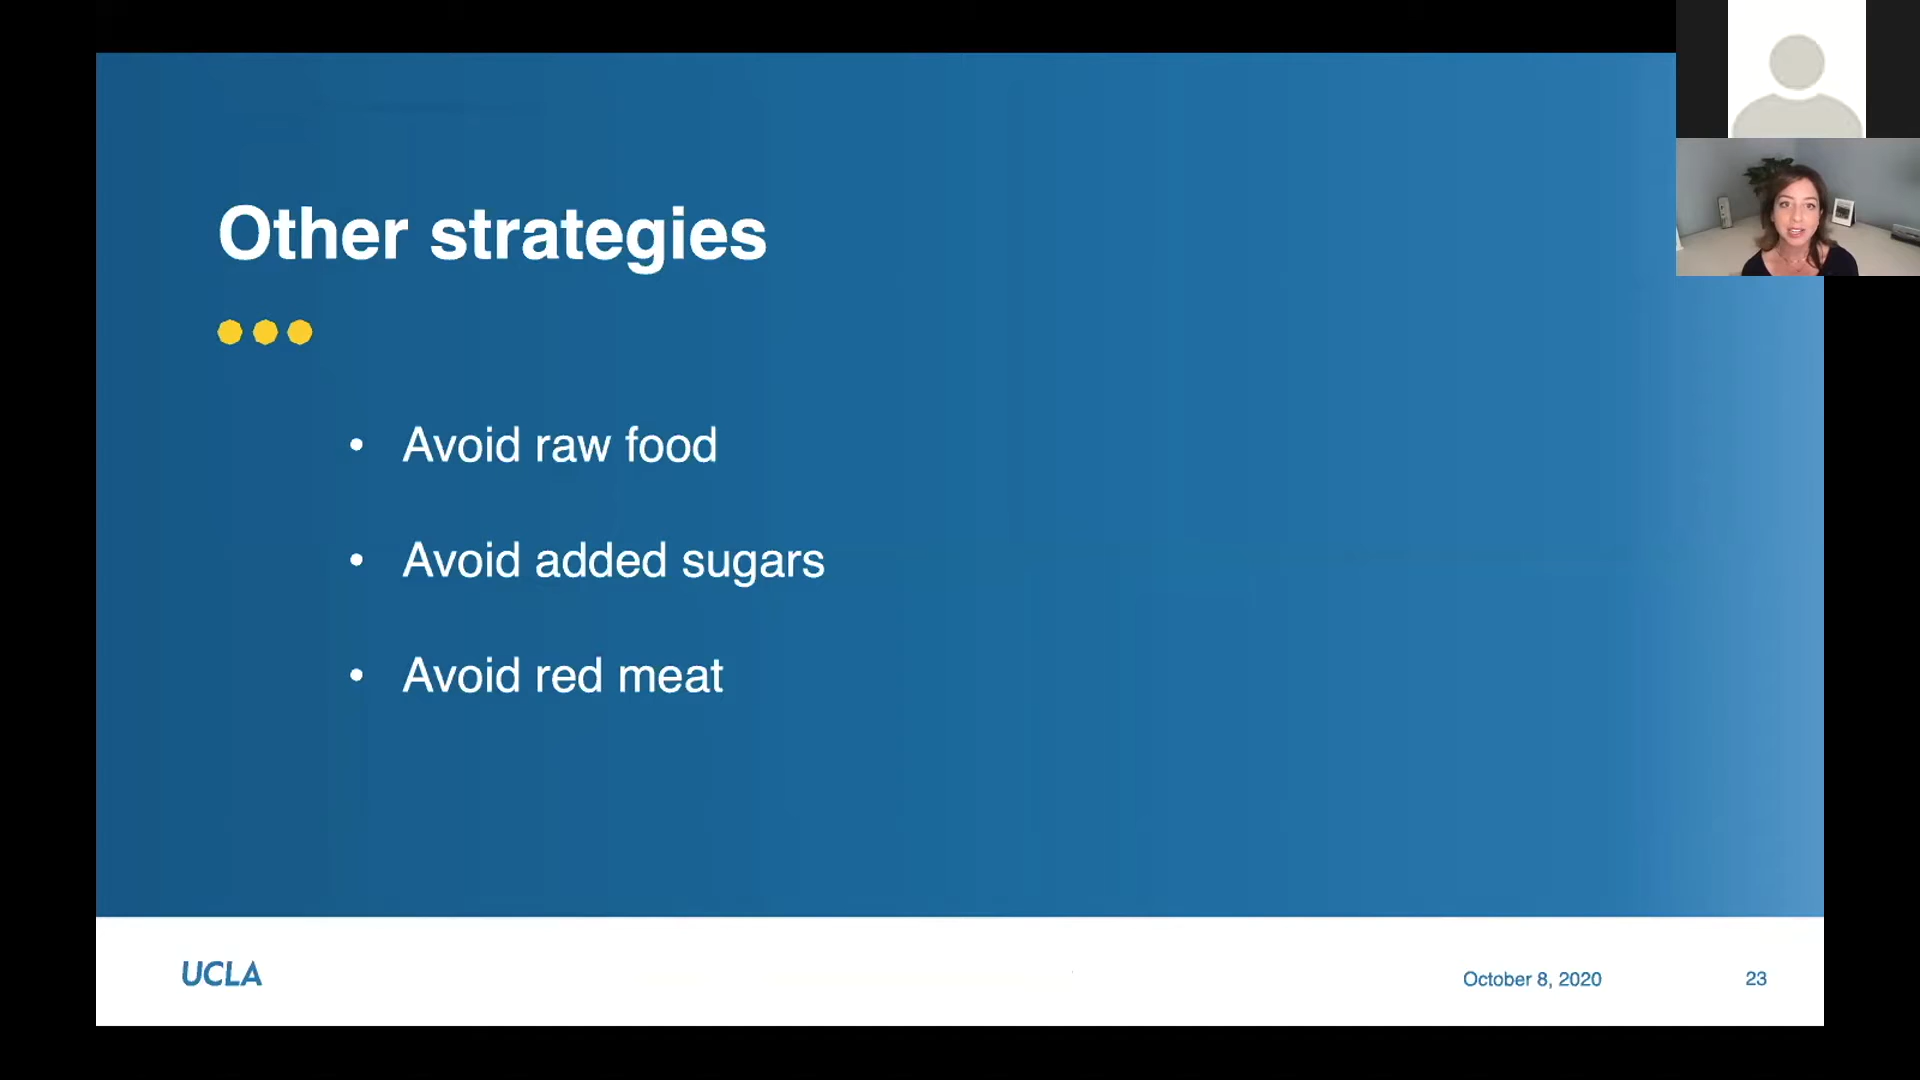 Other strategies
• Avoid raw food
• Avoid added sugars
• Avoid red meat
UCLA
October 8, 2020
23